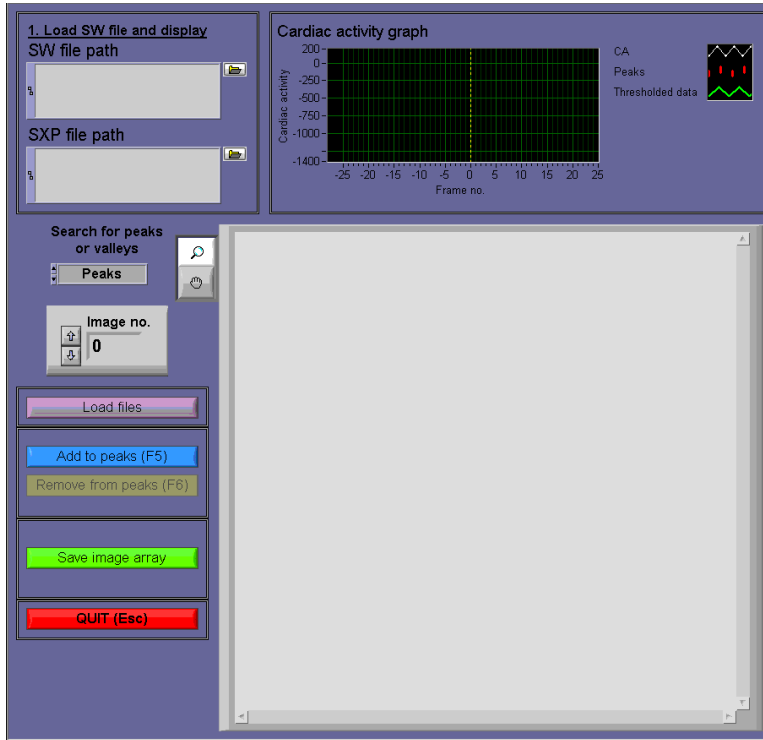 1. Load SW file and display
SW file path
SXP file path
Cardiac activity graph
Cardiac activity
200
0
-250
-500
-750
-1000
-1400
-25 -20 -15 -10 -5 0 5 10 15 20 25
Frame no.
CA
Peaks
Thresholded data
Search for peaks
or valleys
Peaks
Image no.
0
Load files
Add to peaks (F5)
Remove from peaks (F6)
Save image array
QUIT (Esc)